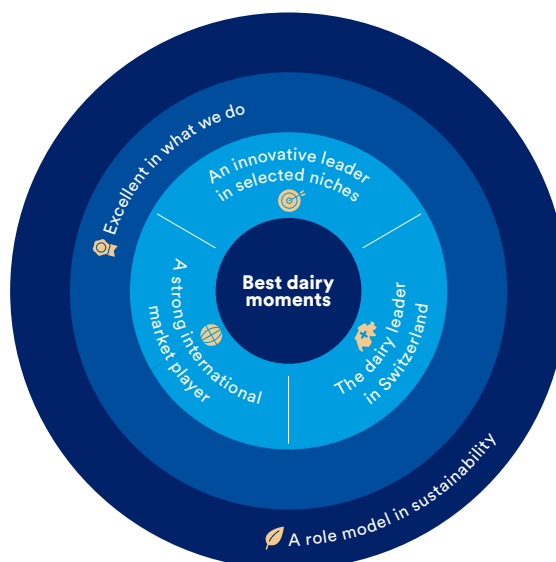 Excellent in what we do
An innovative leader
in selected niches
Best dairy
moments
A strong international
market player
The dairy leader
in Switzerland
A role model in sustainability